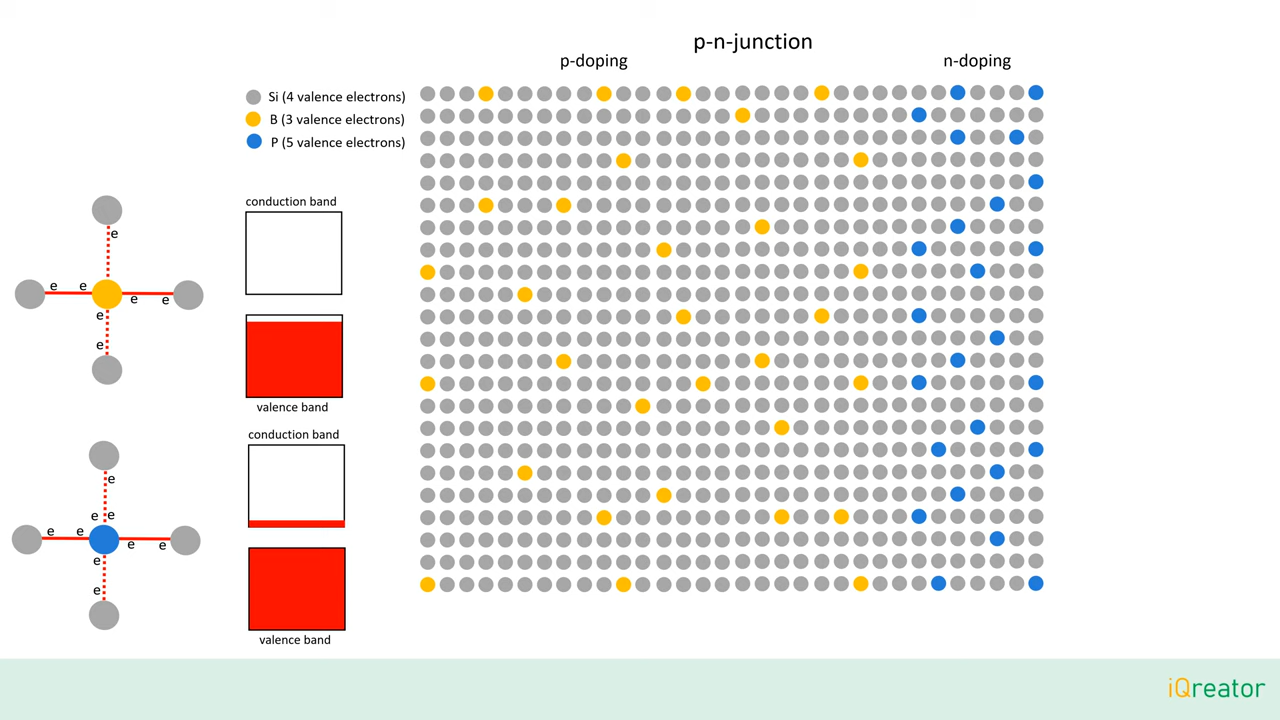 p-n-junction
p-doping
n-doping
Si (4 valence electrons)
B (3 valence electrons)
P (5 valence electrons)
conduction band
valence band
e
e e
e e
e
e
conduction band
valence band
e
e e
e e
e e
e
e
iQreator